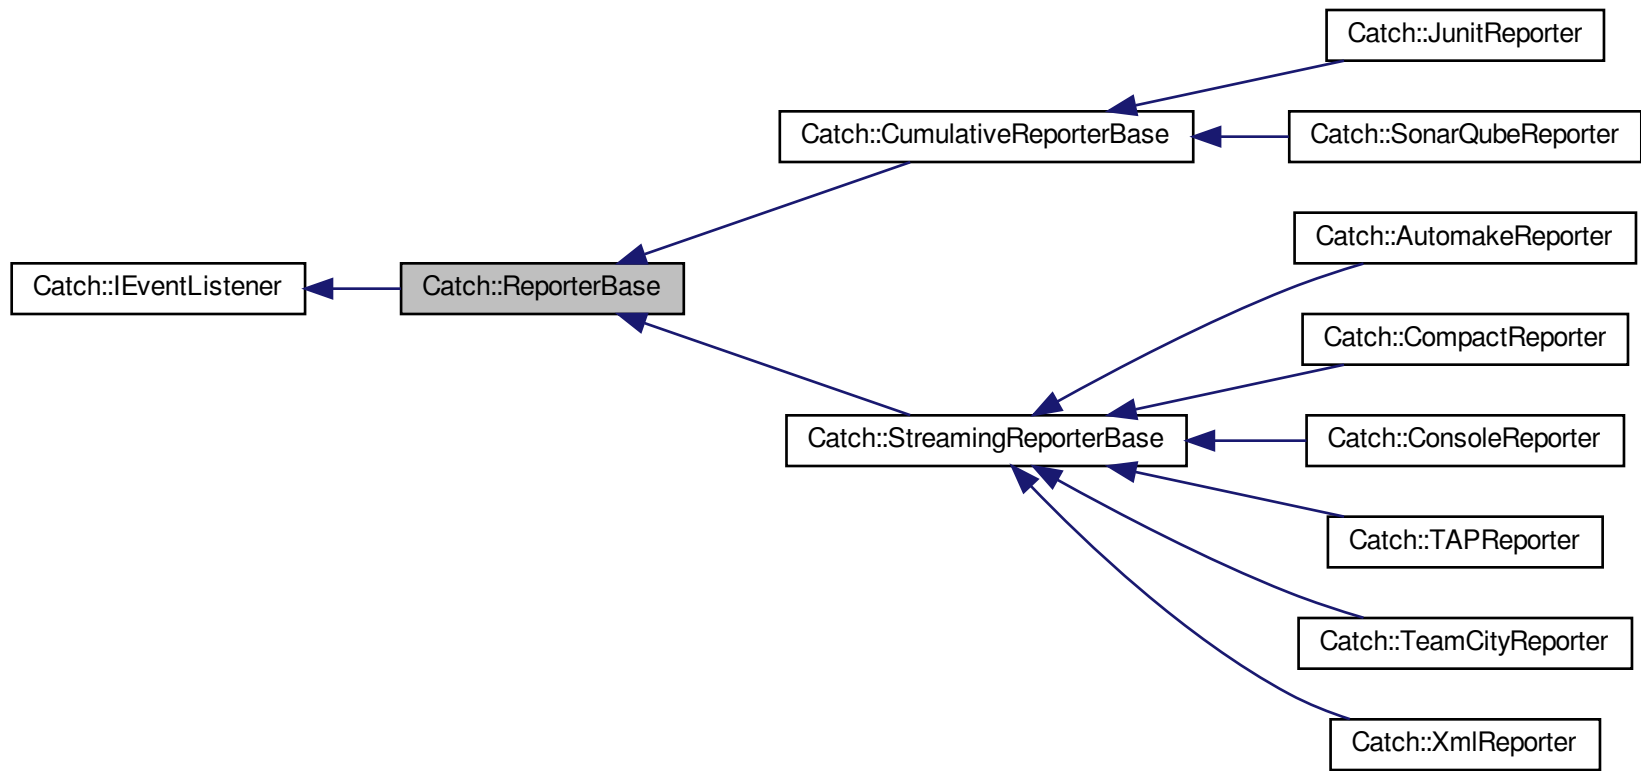 Catch::JunitReporter
Catch::CumulativeReporterBase
Catch::SonarQubeReporter
Catch::AutomakeReporter
Catch::IEventListener
Catch::ReporterBase
Catch::CompactReporter
Catch::StreamingReporterBase
Catch::ConsoleReporter
Catch::TAPReporter
Catch::TeamCityReporter
Catch::XmlReporter